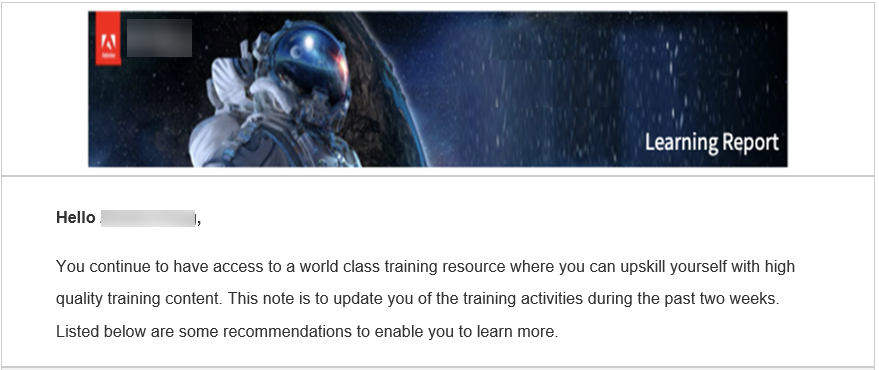 Adobe
Learning Report
Hello ,
You continue to have access to a world class training resource where you can upskill yourself with high
quality training content. This note is to update you of the training activities during the past two weeks.
Listed below are some recommendations to enable you to learn more.